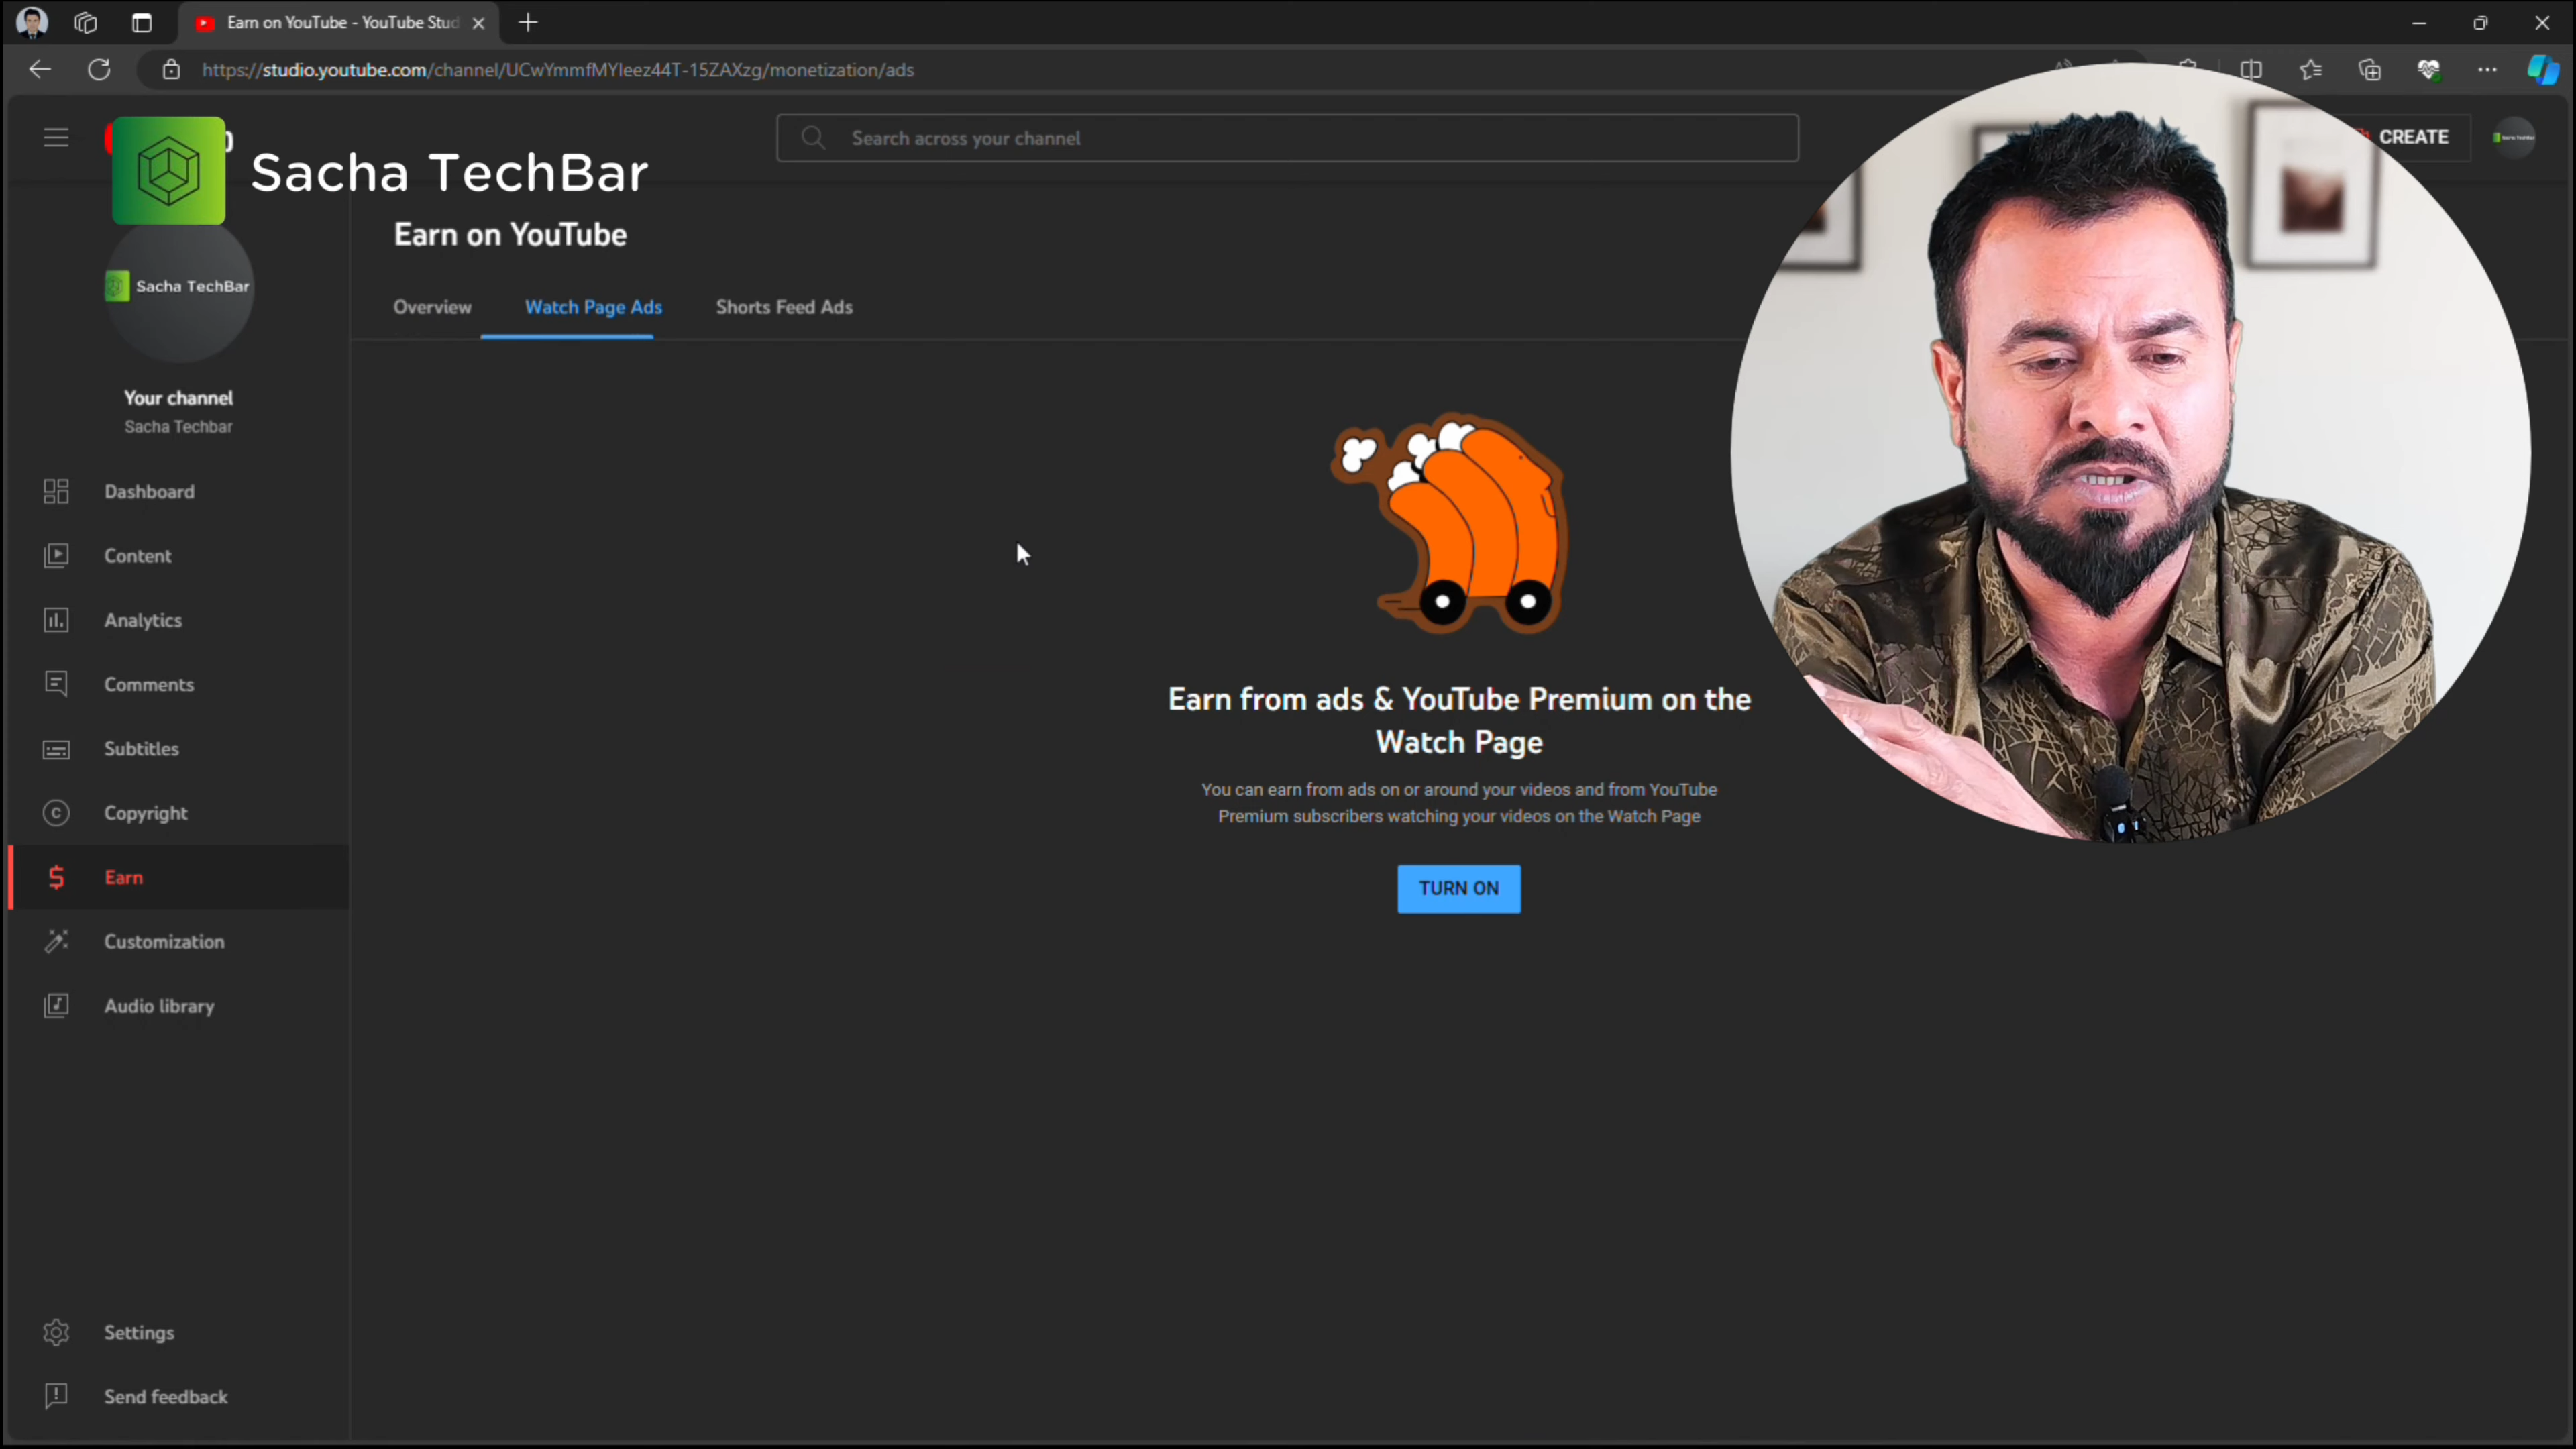 Earn on YouTube - YouTube Stud
https://studio.youtube.com/channel/UCwYmmfMYIeez44T-15ZAXzg/monetization/ads
Search across your channel
CREATE
Sacha TechBar
Earn on YouTube
Overview
Watch Page Ads
Shorts Feed Ads
Sacha TechBar
Your channel
Sacha Techbar
Dashboard
Content
Analytics
Comments
Subtitles
Copyright
Earn
Customization
Audio library
Settings
Send feedback
Earn from ads & YouTube Premium on the
Watch Page
You can earn from ads on or around your videos and from YouTube
Premium subscribers watching your videos on the Watch Page
TURN ON